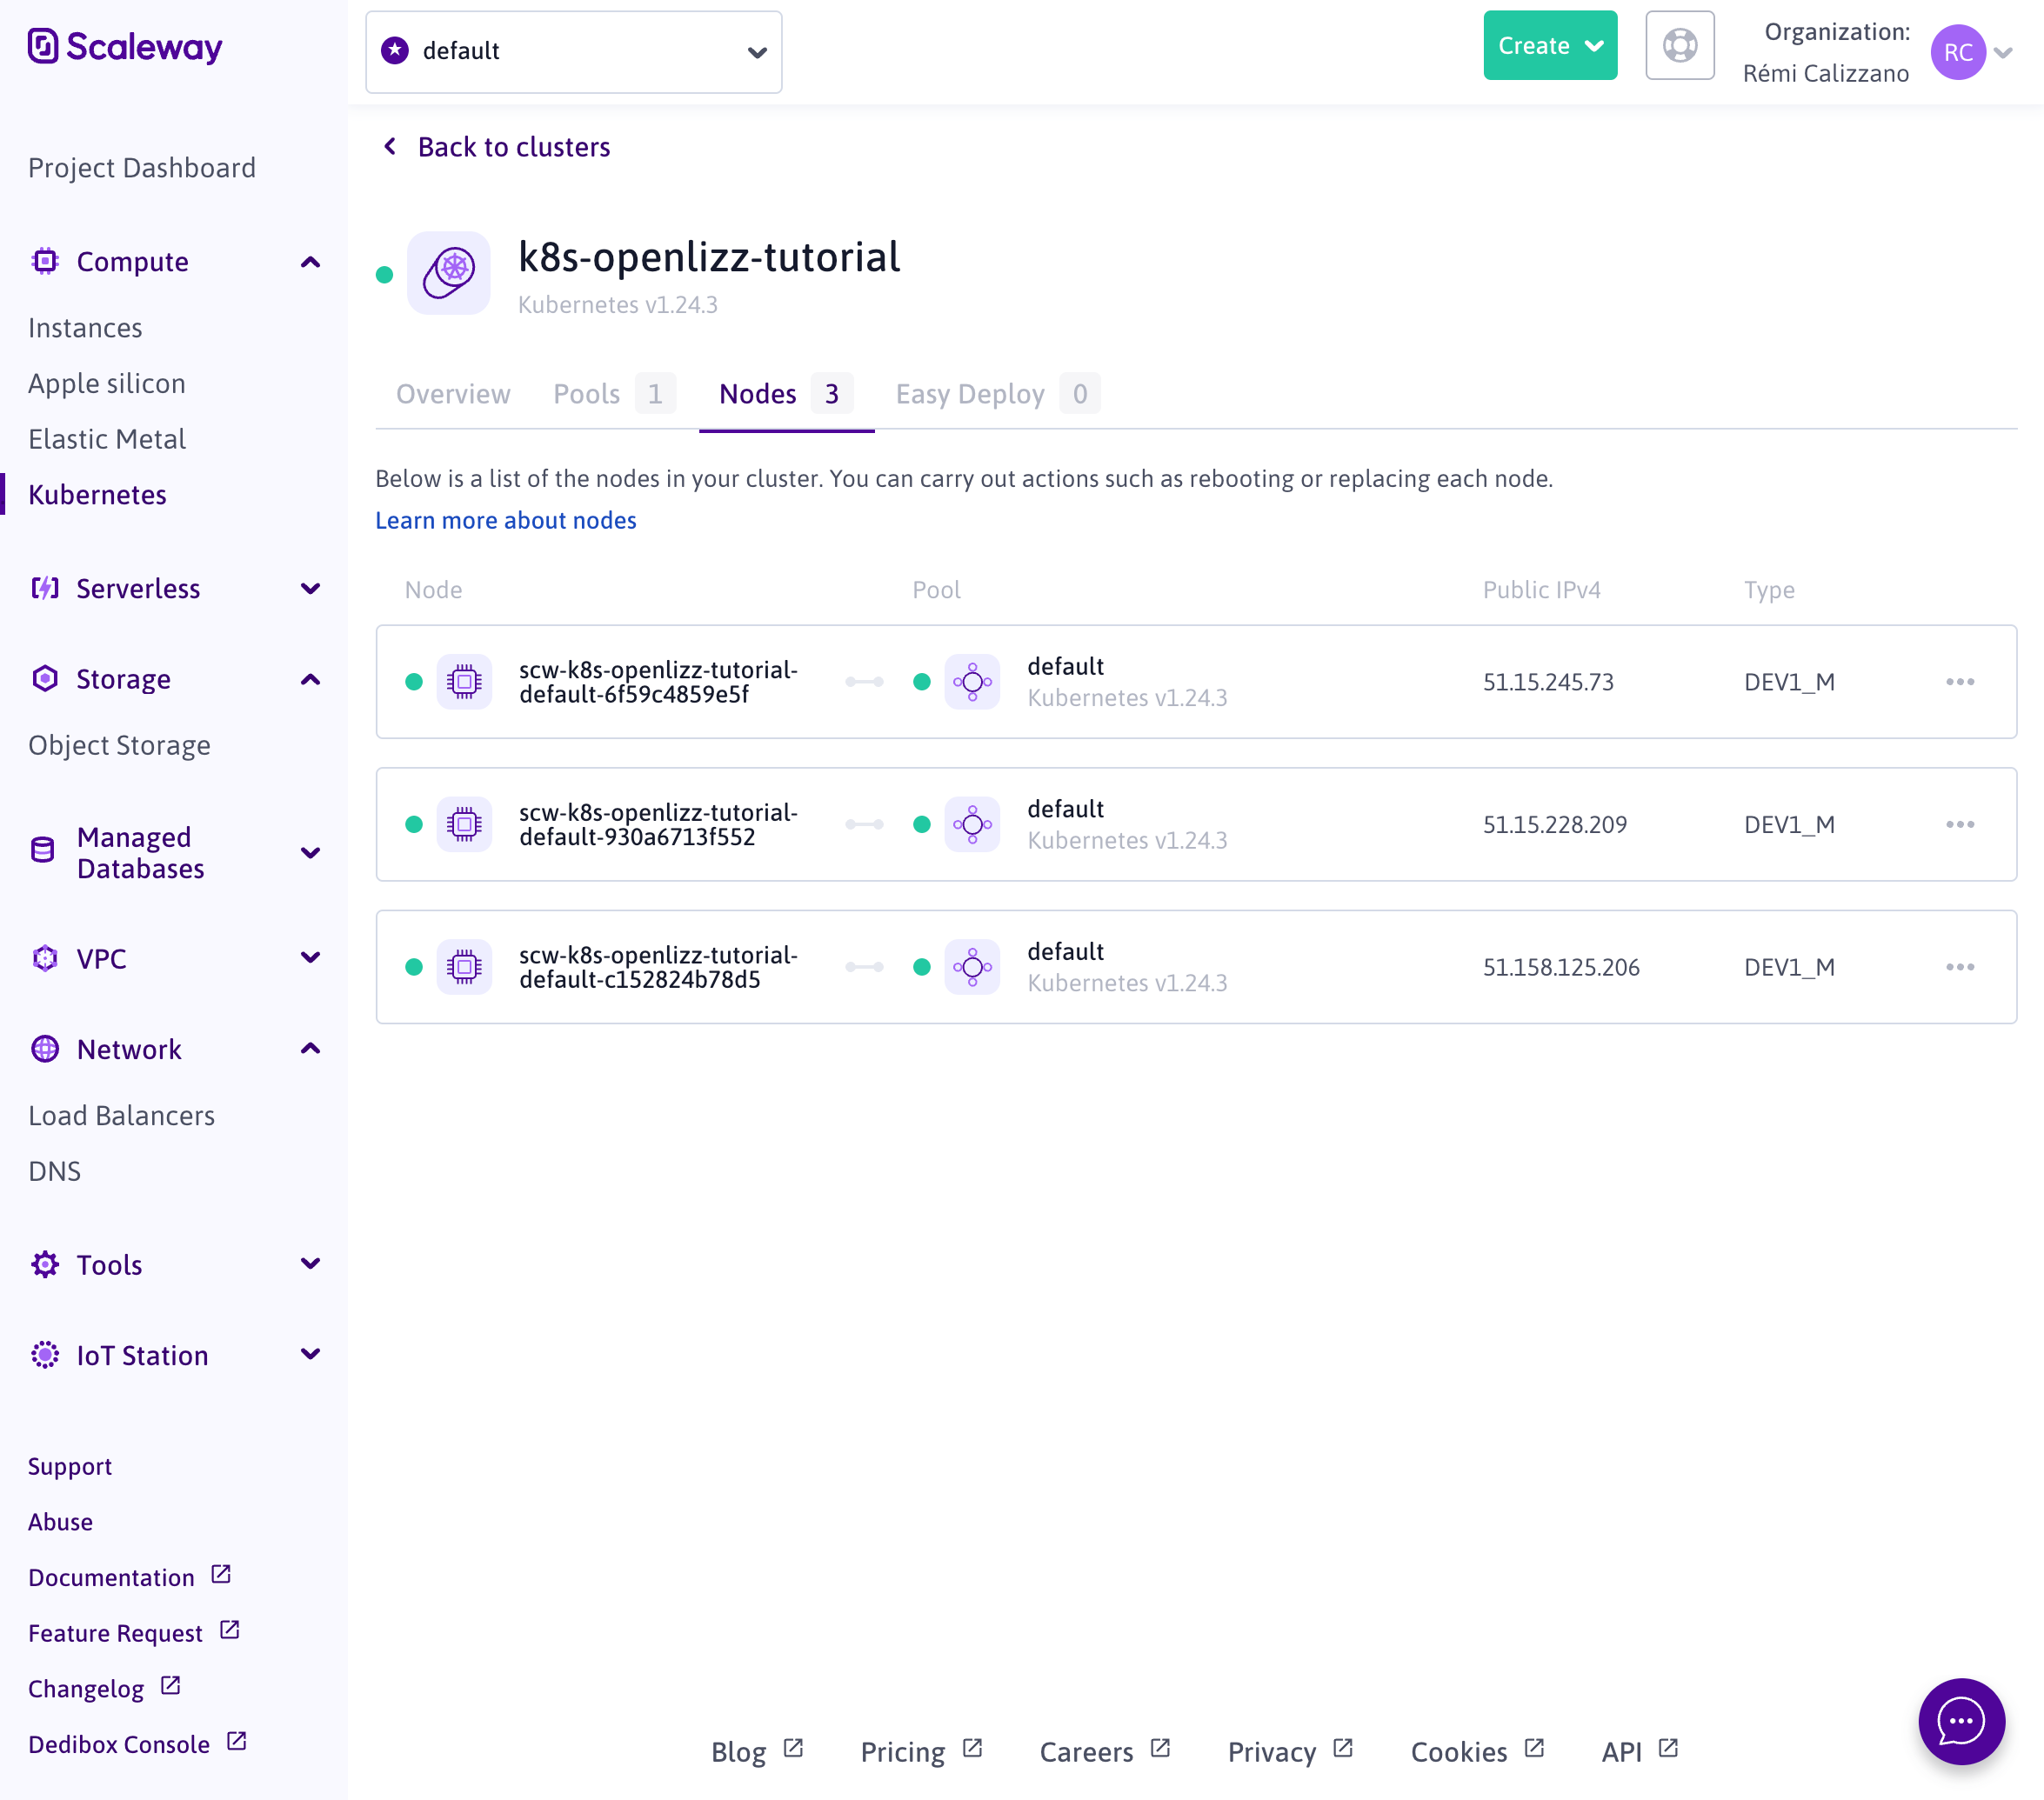 Scaleway
default
Create
Organization:
Rémi Calizzano
RC
Project Dashboard
Compute
Instances
Apple silicon
Elastic Metal
Kubernetes
Serverless
Storage
Object Storage
Managed
Databases
VPC
Network
Load Balancers
DNS
Tools
IoT Station
Support
Abuse
Documentation
Feature Request
Changelog
Dedibox Console
Back to clusters
k8s-openlizz-tutorial
Kubernetes v1.24.3
Overview Pools 1 Nodes 3 Easy Deploy 0
Below is a list of the nodes in your cluster. You can carry out actions such as rebooting or replacing each node.
Learn more about nodes
Node Pool Public IPv4 Type
scw-k8s-openlizz-tutorial-
default-6f59c4859e5f
default
Kubernetes v1.24.3
51.15.245.73
DEV1_M
scw-k8s-openlizz-tutorial-
default-930a6713f552
default
Kubernetes v1.24.3
51.15.228.209
DEV1_M
scw-k8s-openlizz-tutorial-
default-c152824b78d5
default
Kubernetes v1.24.3
51.158.125.206
DEV1_M
Blog Pricing Careers Privacy Cookies API